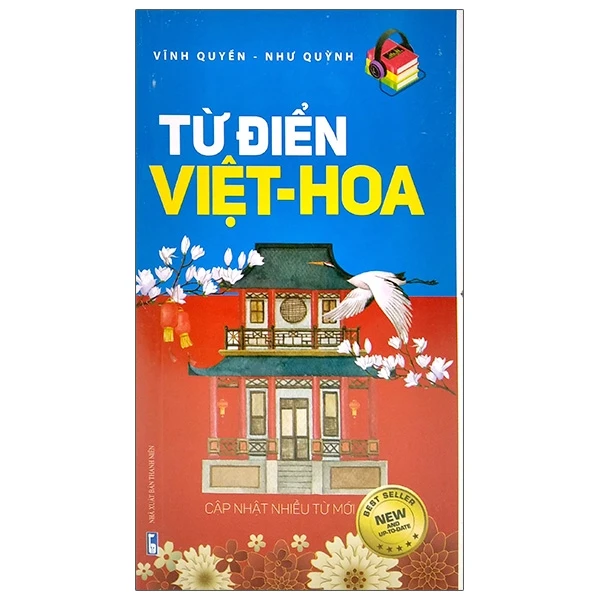 VĨNH QUYỀN - NHƯ QUỲNH
TỪ ĐIỂN
VIỆT-HOA
CẬP NHẬT NHIỀU TỪ MỚI
BEST SELLER
NEW
AND
UP-TO-DATE
NHÀ XUẤT BẢN THANH NIÊN